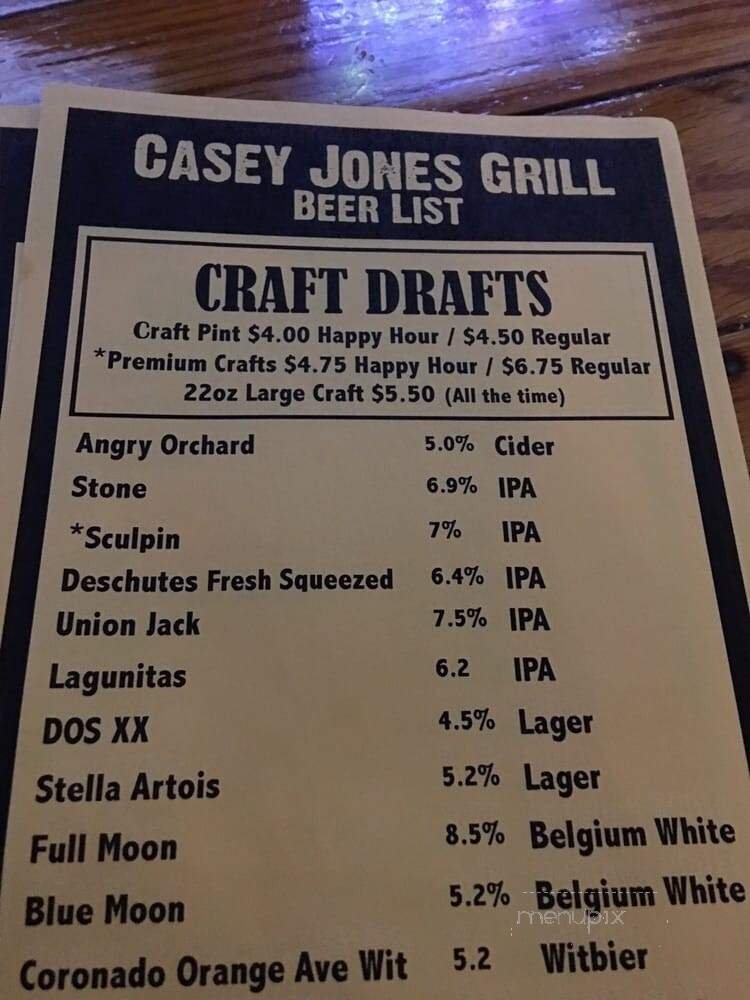 CASEY JONES GRILL
BEER LIST
CRAFT DRAFTS
Craft Pint $4.00 Happy Hour / $4.50 Regular
*Premium Crafts $4.75 Happy Hour / $6.75 Regular
22oz Large Craft $5.50 (All the time)
Angry Orchard 5.0% Cider
Stone 6.9% IPA
*Sculpin 7% IPA
Deschutes Fresh Squeezed 6.4% IPA
Union Jack 7.5% IPA
Lagunitas 6.2 IPA
DOS XX 4.5% Lager
Stella Artois 5.2% Lager
Full Moon 8.5% Belgium White
Blue Moon 5.2% Belgium White
menupix
Coronado Orange Ave Wit 5.2 Witbier